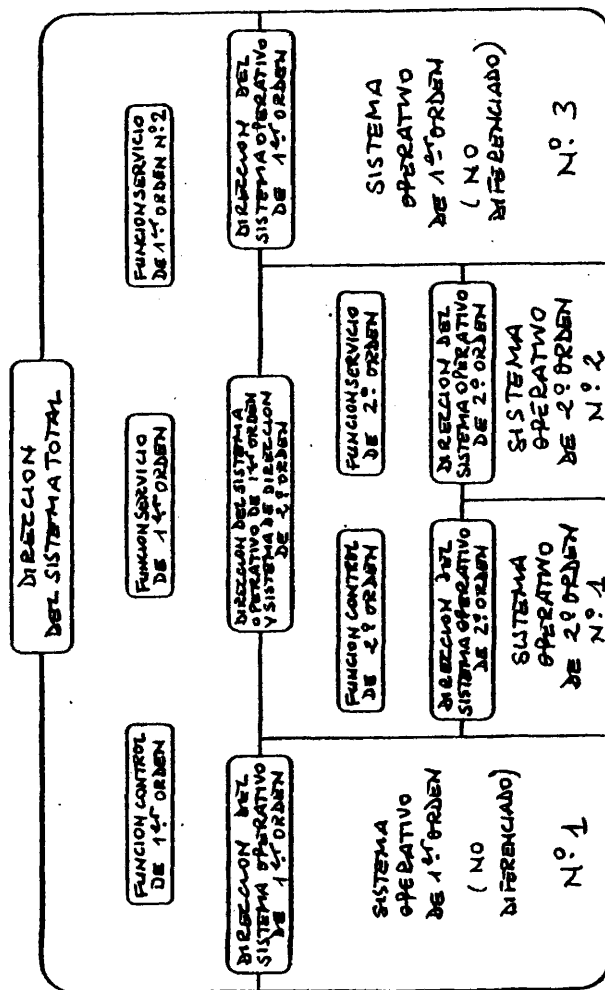 DIRECCION
DEL SISTEMA TOTAL
FUNCION CONTROL
DE 1er ORDEN
FUNCION SERVICIO
DE 1er ORDEN
FUNCION SERVICIO
DE 1er ORDEN Nº 2
DIRECCION DEL
SISTEMA OPERATIVO
DE 1er ORDEN
DIRECCION DEL SISTEMA
OPERATIVO DE 1er ORDEN
Y SISTEMA DE DIRECCION
DE 2º ORDEN
DIRECCION DEL
SISTEMA OPERATIVO
DE 1er ORDEN
SISTEMA
OPERATIVO
DE 1er ORDEN
( NO
DIFERENCIADO)
Nº 1
FUNCION CONTROL
DE 2º ORDEN
FUNCION SERVICIO
DE 2º ORDEN
DIRECCION DEL
SISTEMA OPERATIVO
DE 2º ORDEN
DIRECCION DEL
SISTEMA OPERATIVO
DE 2º ORDEN
SISTEMA
OPERATIVO
DE 2º ORDEN
Nº 1
SISTEMA
OPERATIVO
DE 2º ORDEN
Nº 2
SISTEMA
OPERATIVO
DE 1er ORDEN
( NO
DIFERENCIADO)
Nº 3